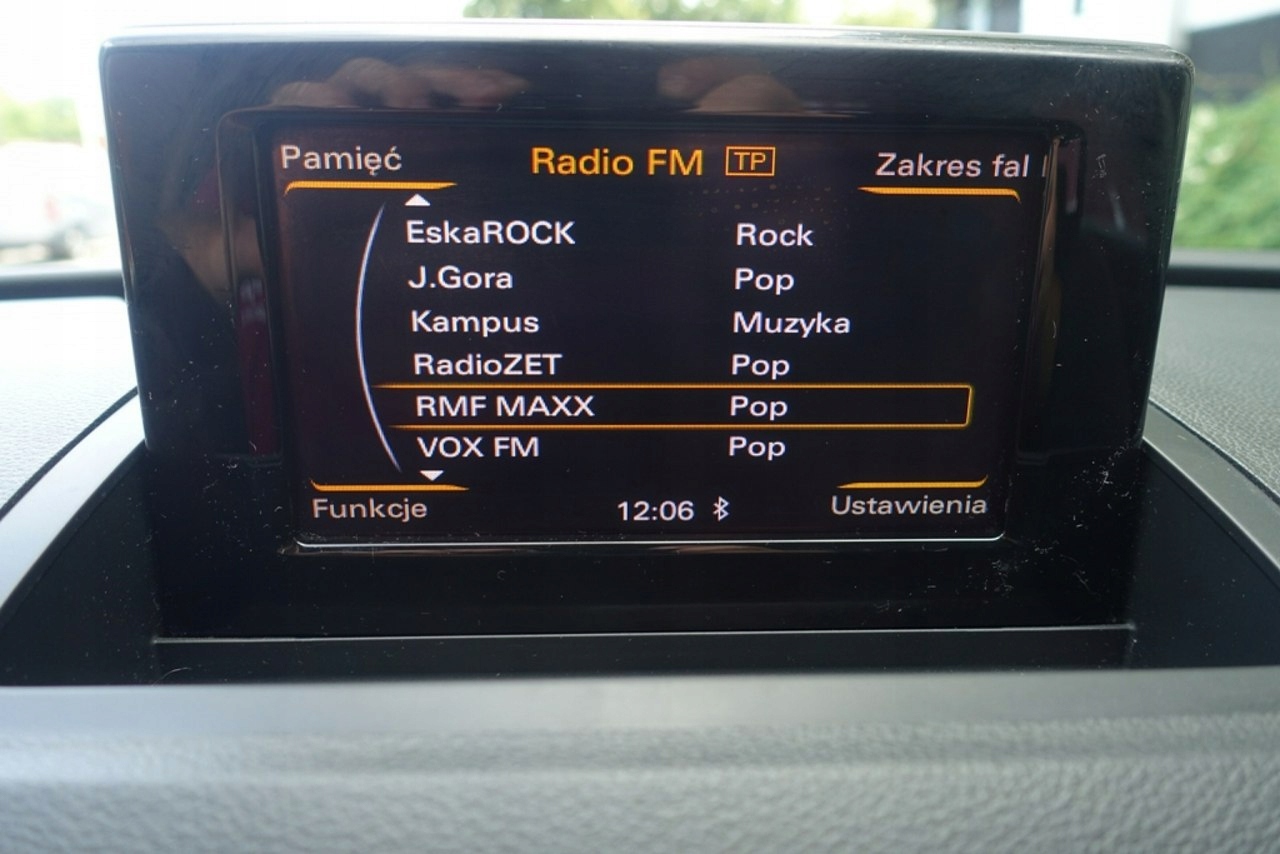 Pamięć Radio FM TP Zakres fal
EskaROCK Rock
J.Gora Pop
Kampus Muzyka
RadioZET Pop
RMF MAXX Pop
VOX FM Pop
Funkcje 12:06 Ustawienia